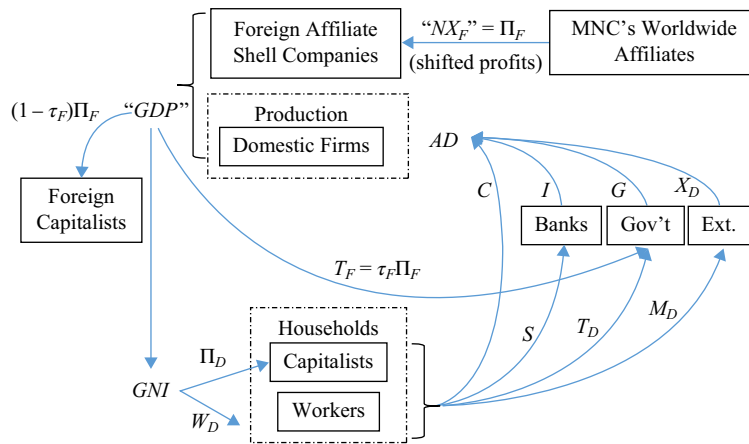 Foreign Affiliate
Shell Companies
“NX_F” = Π_F
(shifted profits)
MNC’s Worldwide
Affiliates
(1 – τ_F)Π_F
“GDP”
Production
Domestic Firms
AD
Foreign
Capitalists
C
I
G
X_D
Banks
Gov’t
Ext.
T_F = τ_FΠ_F
Households
Capitalists
Workers
Π_D
GNI
W_D
S
T_D
M_D